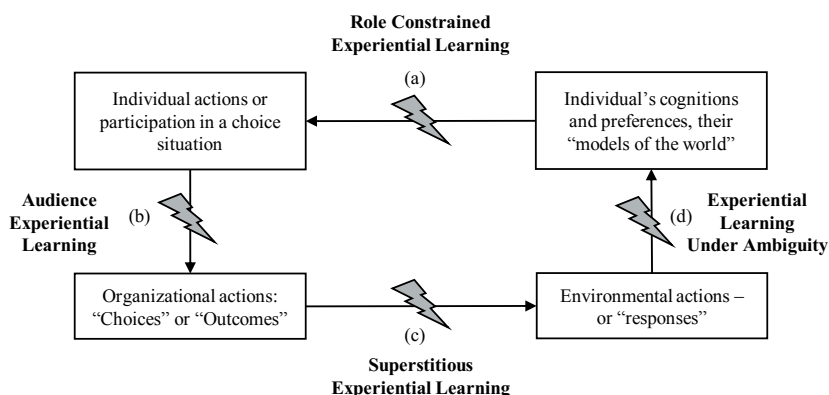 Role Constrained
Experiential Learning
(a)
Individual actions or
participation in a choice
situation
Individual's cognitions
and preferences, their
“models of the world”
Audience
Experiential
Learning
(b)
(d)
Experiential
Learning
Under Ambiguity
Organizational actions:
“Choices” or “Outcomes”
Environmental actions –
or “responses”
(c)
Superstitious
Experiential Learning